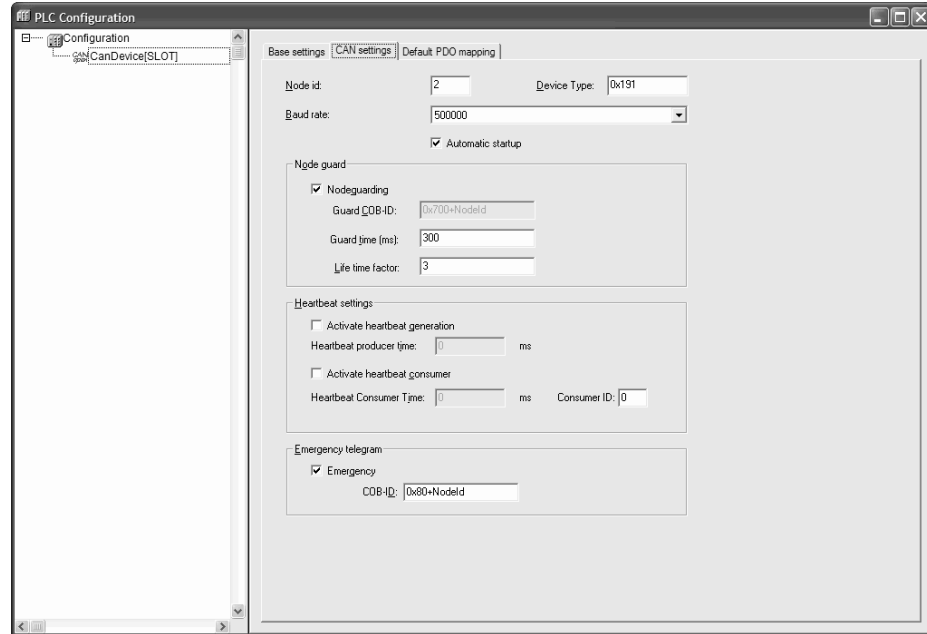 PLC Configuration
Configuration
CAN open CanDevice[SLOT]
Base settings CAN settings Default PDO mapping
Node id: 2 Device Type: 0x191
Baud rate: 500000
Automatic startup
Node guard
Nodeguarding
Guard COB-ID: 0x700+NodeId
Guard time (ms): 300
Life time factor: 3
Heartbeat settings
Activate heartbeat generation
Heartbeat producer time: 0 ms
Activate heartbeat consumer
Heartbeat Consumer Time: 0 ms Consumer ID: 0
Emergency telegram
Emergency
COB-ID: 0x80+NodeId